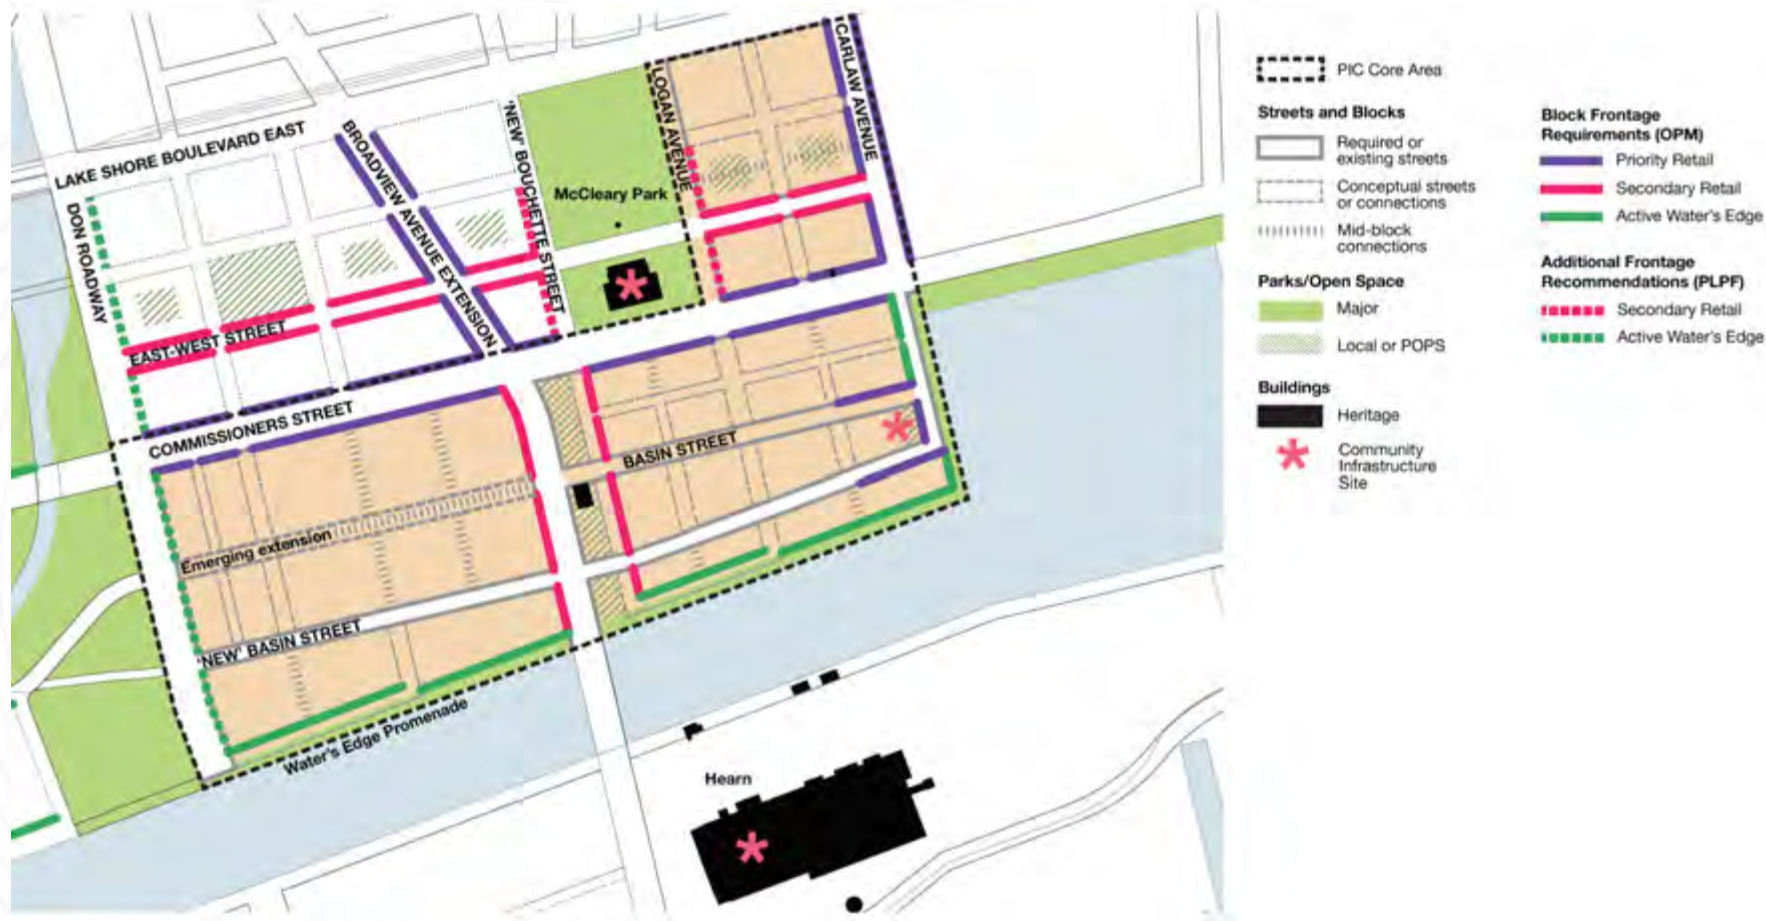 LAKE SHORE BOULEVARD EAST
BROADVIEW AVENUE EXTENSION
'NEW' BOUCHETTE STREET
LOGAN AVENUE
CARLAW AVENUE
McCleary Park
DON ROADWAY
EAST-WEST STREET
COMMISSIONERS STREET
BASIN STREET
Emerging extension
'NEW' BASIN STREET
Water's Edge Promenade
Hearn
PIC Core Area
Streets and Blocks
Required or
existing streets
Conceptual streets
or connections
Mid-block
connections
Parks/Open Space
Major
Local or POPS
Buildings
Heritage
Community
Infrastructure
Site
Block Frontage
Requirements (OPM)
Priority Retail
Secondary Retail
Active Water's Edge
Additional Frontage
Recommendations (PLPF)
Secondary Retail
Active Water's Edge